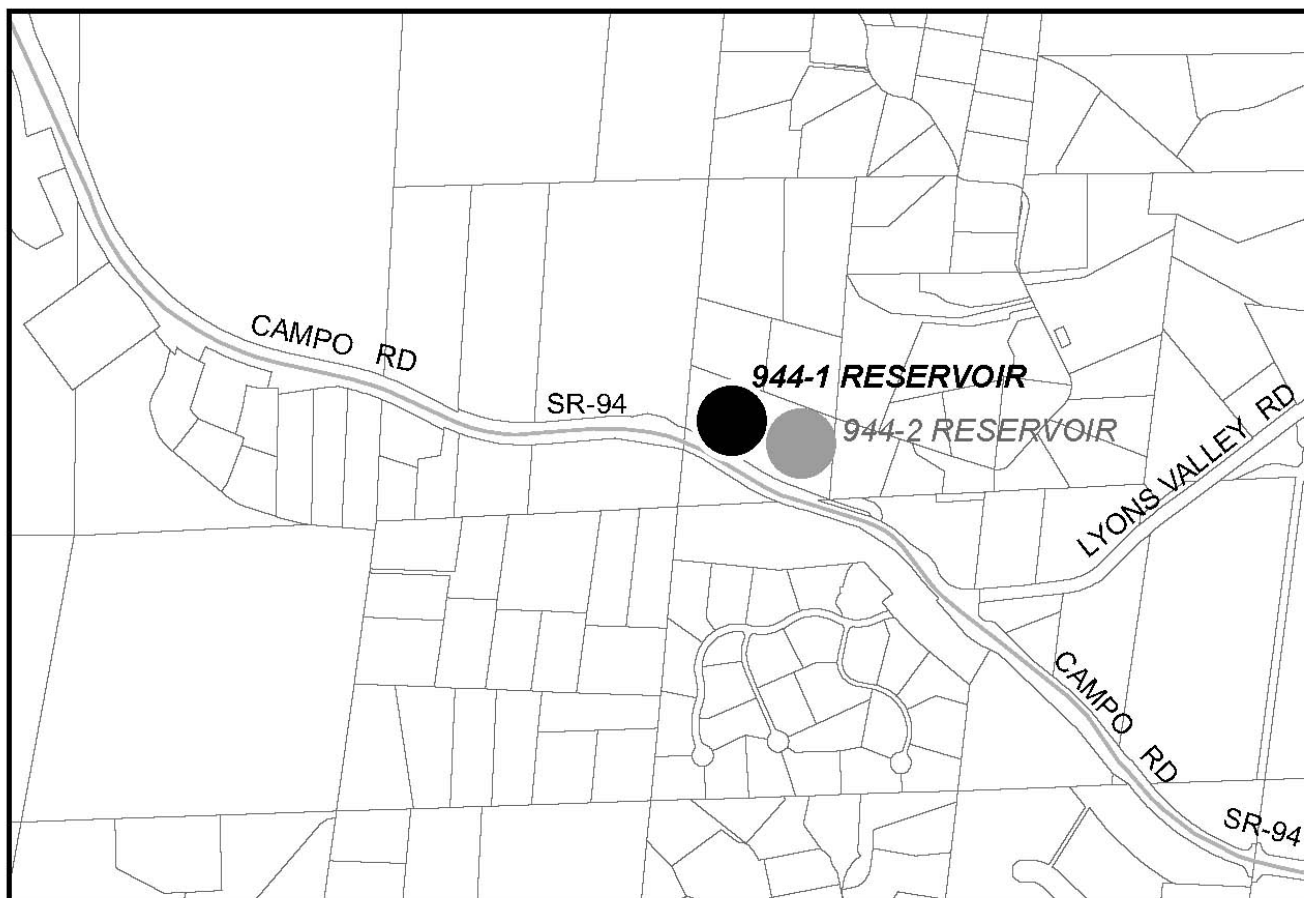 CAMPO RD
944-1 RESERVOIR
SR-94
944-2 RESERVOIR
LYONS VALLEY RD
CAMPO RD
SR-94